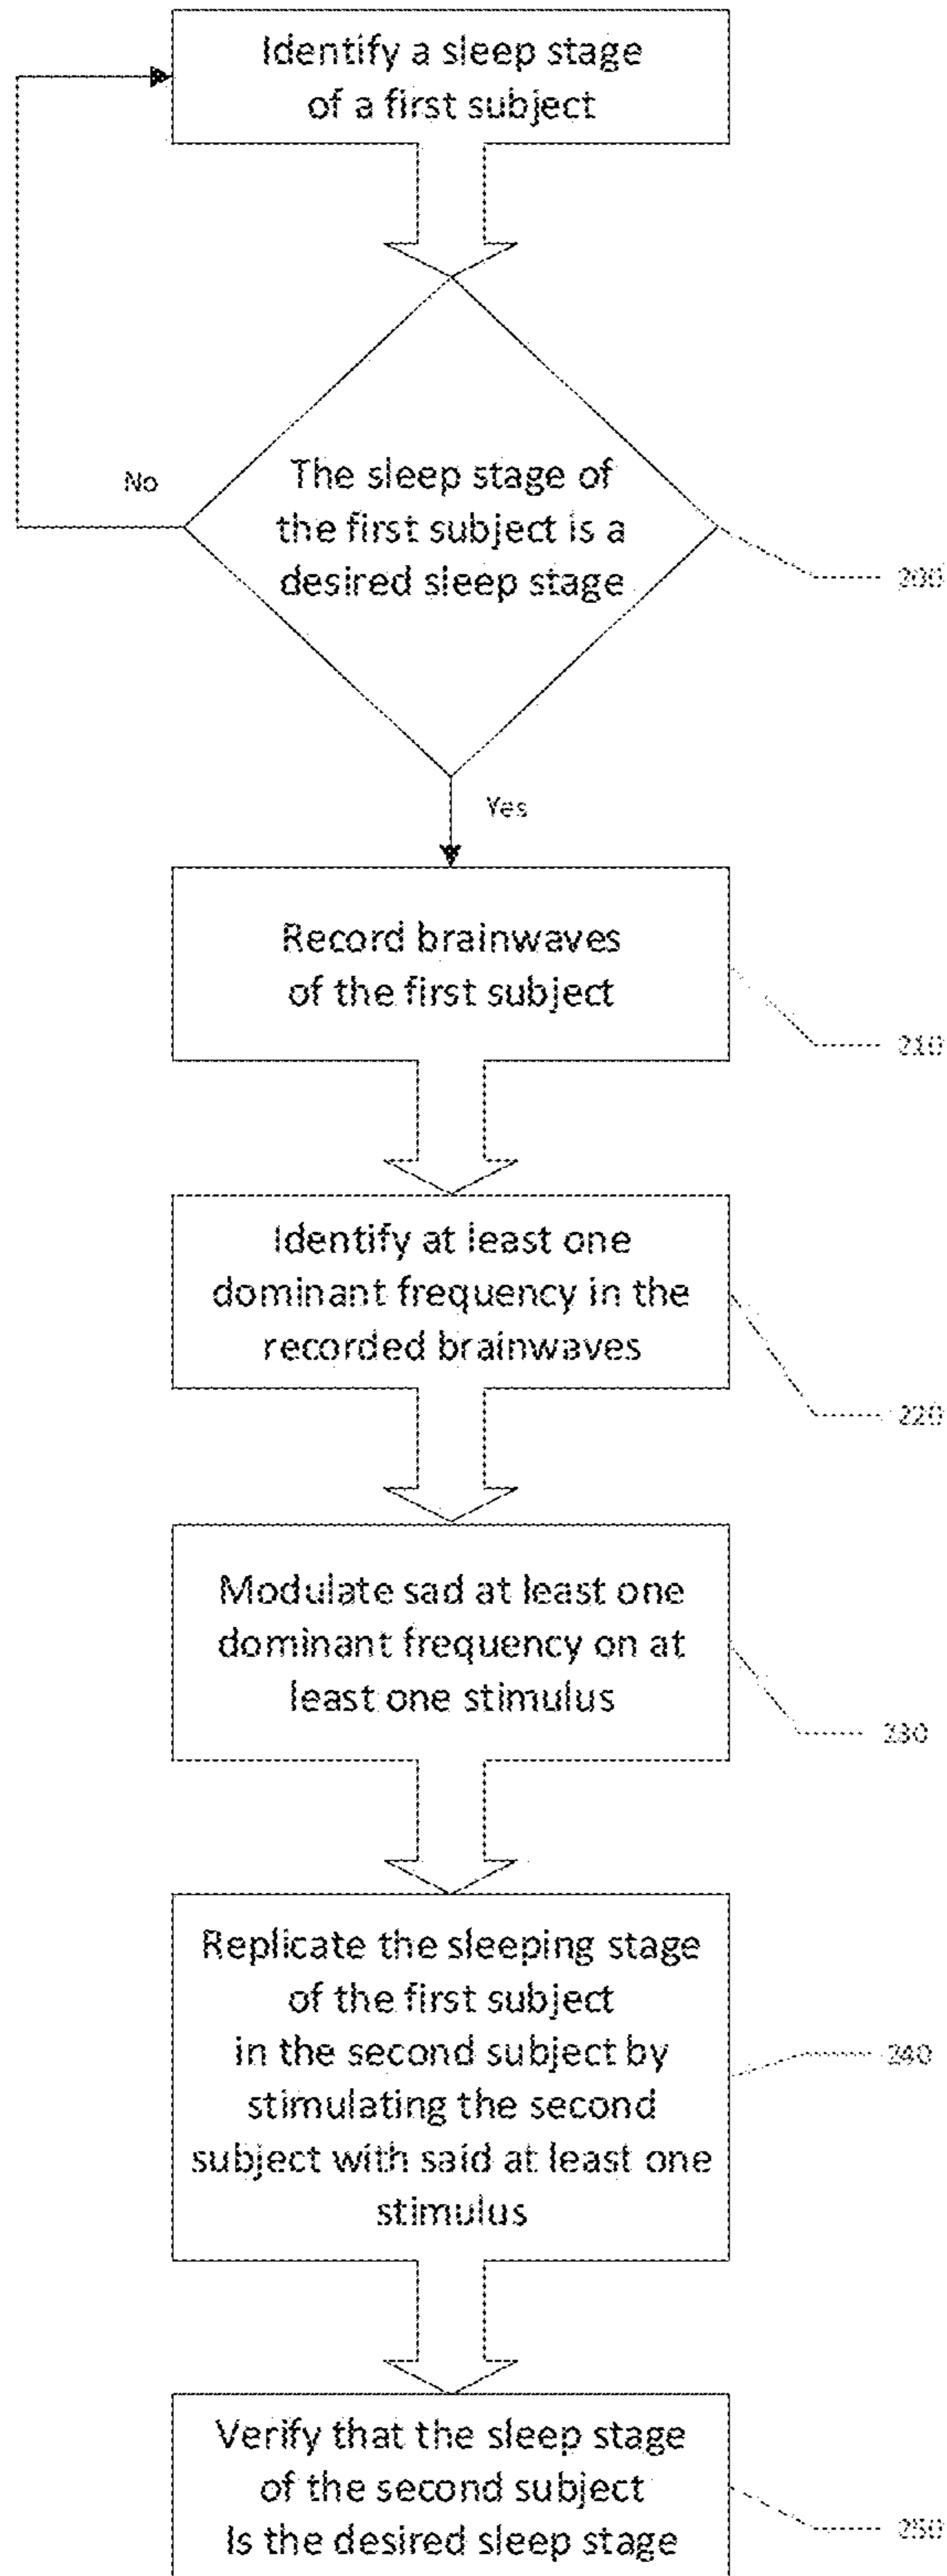 Identify a sleep stage
of a first subject
No
The sleep stage of
the first subject is a
desired sleep stage
200
Yes
Record brainwaves
of the first subject
210
Identify at least one
dominant frequency in the
recorded brainwaves
220
Modulate sad at least one
dominant frequency on at
least one stimulus
230
Replicate the sleeping stage
of the first subject
in the second subject by
stimulating the second
subject with said at least one
stimulus
240
Verify that the sleep stage
of the second subject
Is the desired sleep stage
250